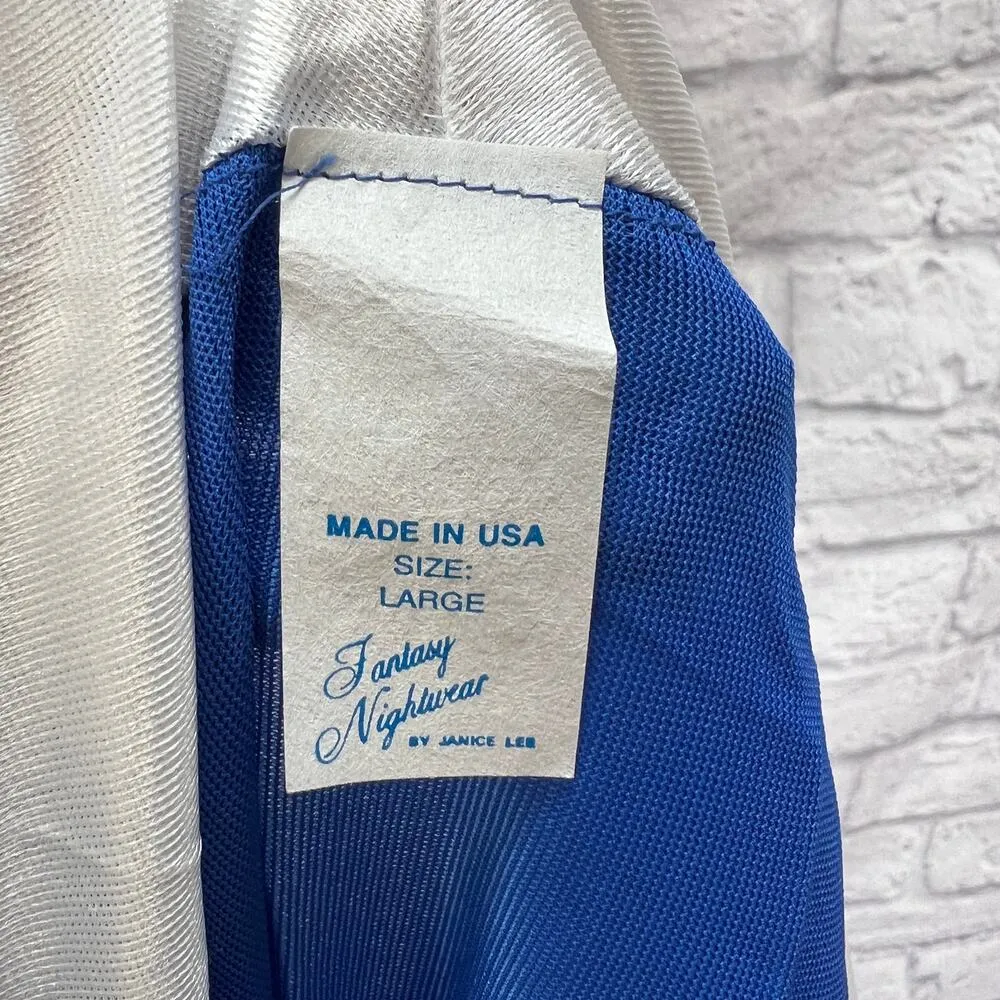 MADE IN USA
SIZE:
LARGE
Fantasy
Nightwear
BY JANICE LEE